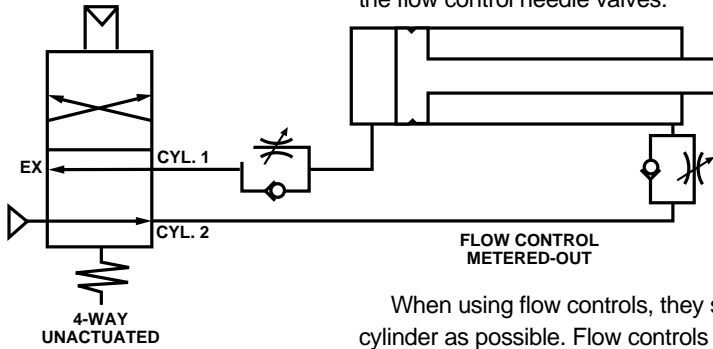 the flow control needle valves.
CYL. 1
EX
CYL. 2
FLOW CONTROL
METERED-OUT
4-WAY
UNACTUATED
When using flow controls, they s
cylinder as possible. Flow controls